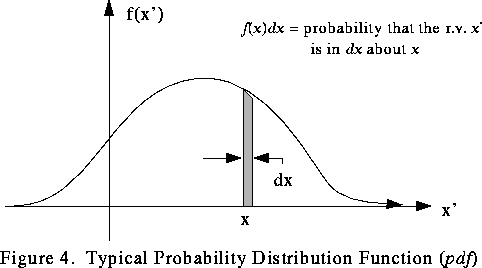 f(x')
f(x)dx = probability that the r.v. x'
is in dx about x
dx
x
x'
Figure 4. Typical Probability Distribution Function (pdf)